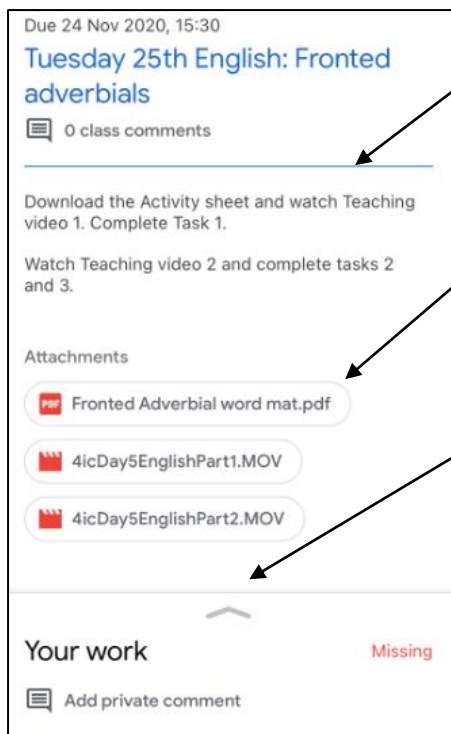 Due 24 Nov 2020, 15:30
Tuesday 25th English: Fronted
adverbials
0 class comments
Download the Activity sheet and watch Teaching
video 1. Complete Task 1.
Watch Teaching video 2 and complete tasks 2
and 3.
Attachments
PDF Fronted Adverbial word mat.pdf
4icDay5EnglishPart1.MOV
4icDay5EnglishPart2.MOV
Your work Missing
Add private comment